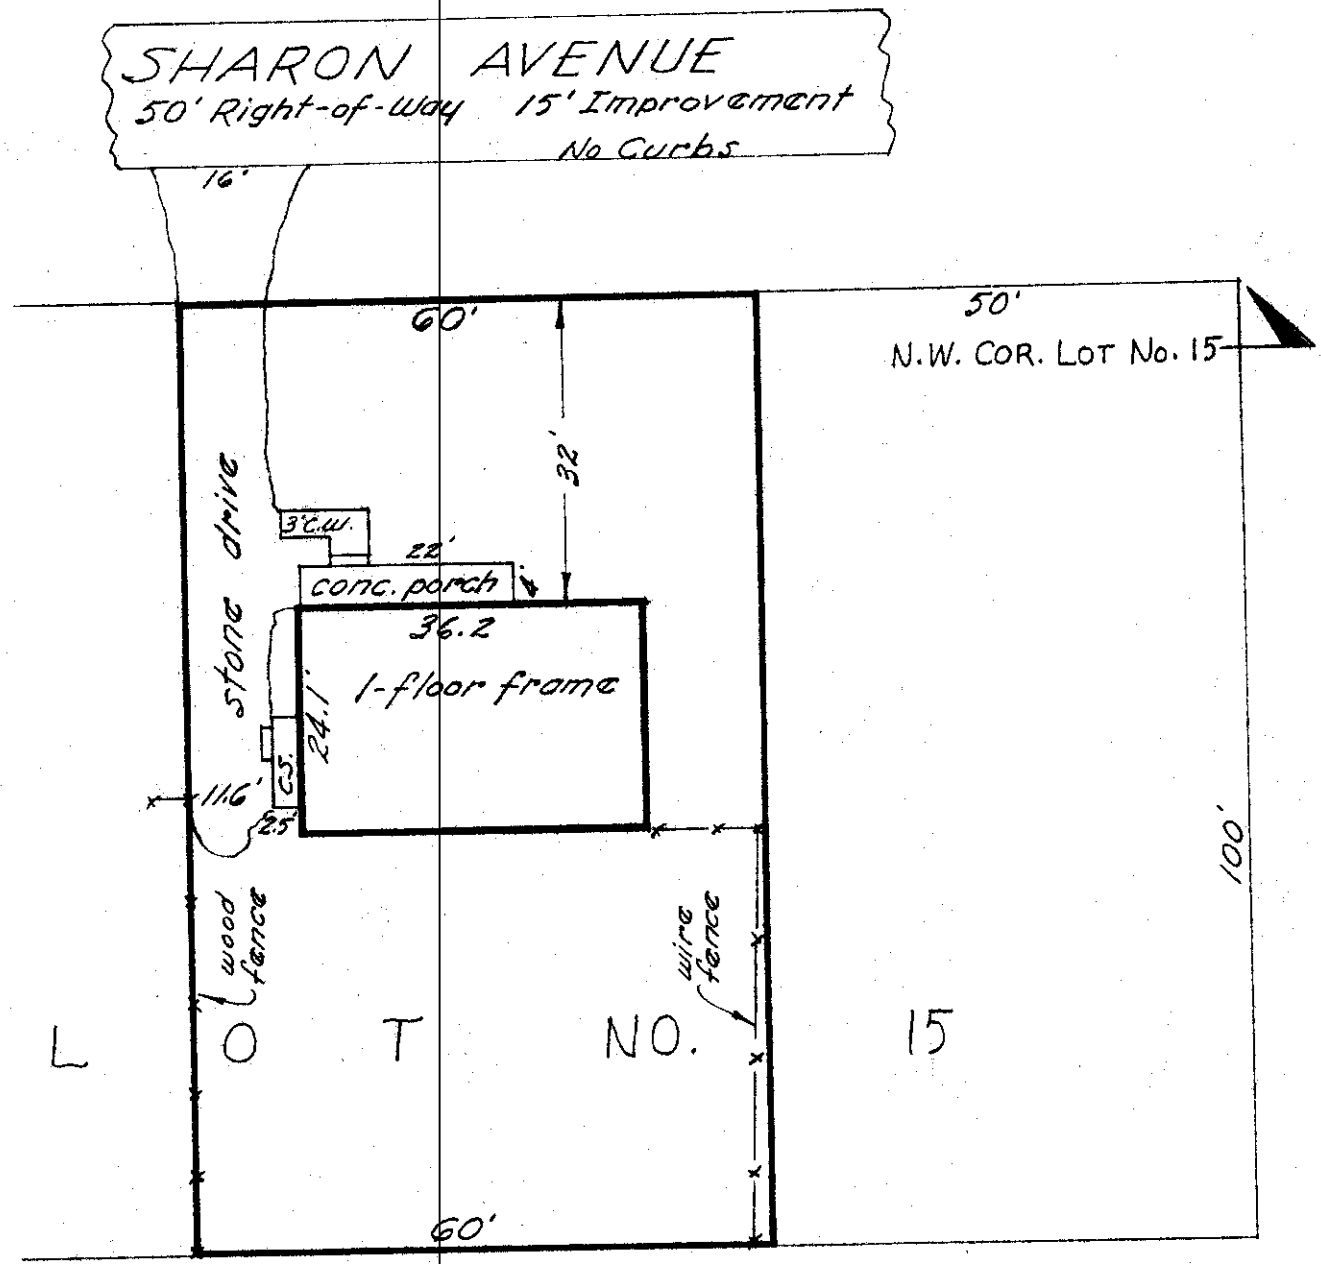 SHARON AVENUE
50' Right-of-Way 15' Improvement
No Curbs
16'
60'
50'
N.W. COR. LOT No. 15
32'
stone drive
3' C.W.
22'
conc. porch
4'
36.2
1-floor frame
24.1'
C.S.
11.6'
2.5'
100'
wood
fence
wire
fence
LOT NO. 15
60'